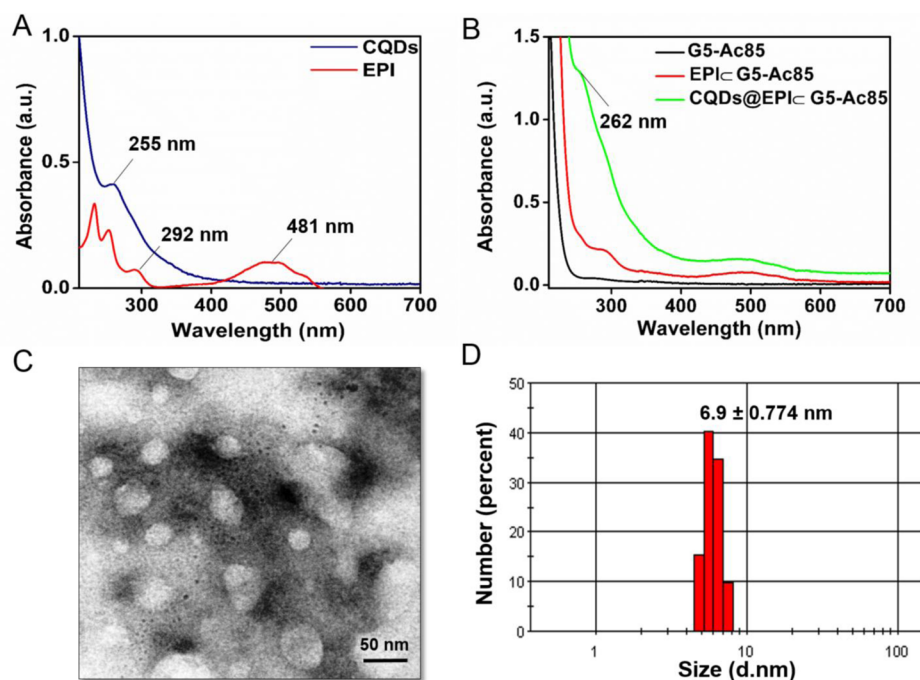 A
1.0
0.5
0.0
Absorbance (a.u.)
CQDs
EPI
255 nm
292 nm
481 nm
300
400
500
600
700
Wavelength (nm)
B
1.5
1.0
0.5
0.0
Absorbance (a.u.)
G5-Ac85
EPI⊂ G5-Ac85
CQDs@EPI⊂ G5-Ac85
262 nm
300
400
500
600
700
Wavelength (nm)
C
50 nm
D
50
40
30
20
10
0
Number (percent)
6.9 ± 0.774 nm
1
10
100
Size (d.nm)